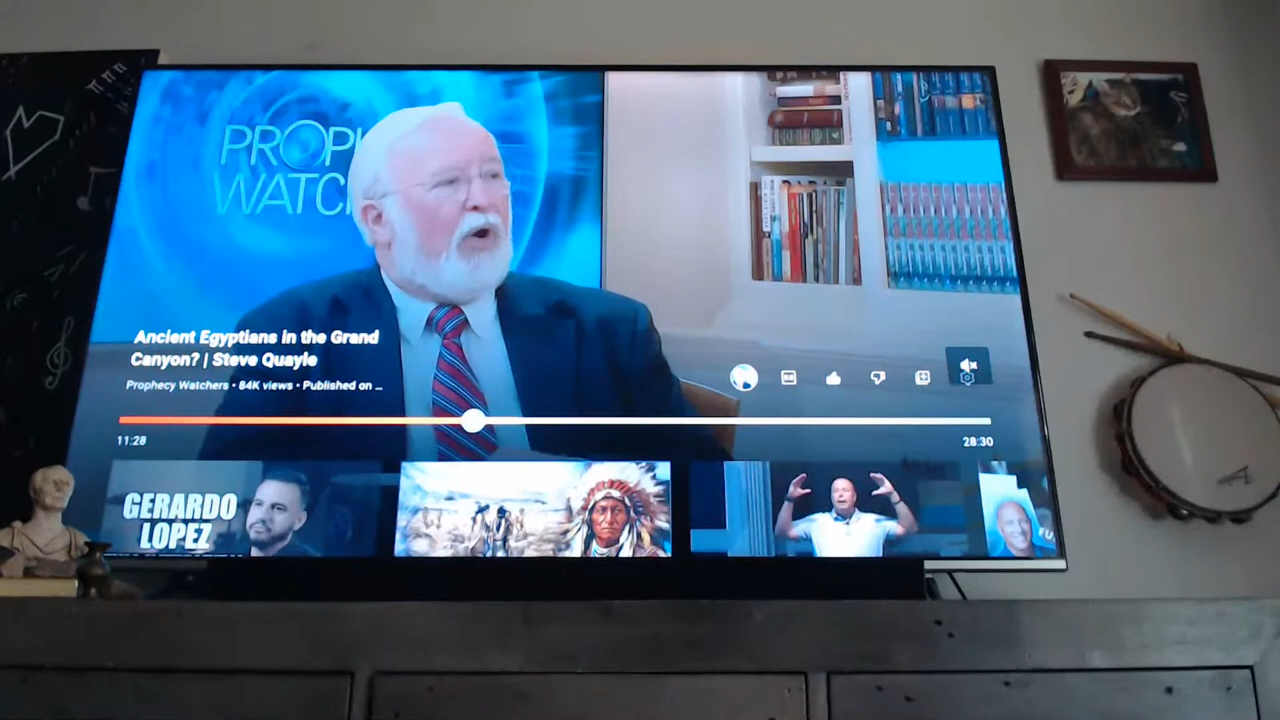 PROPH
WATCH
Ancient Egyptians in the Grand
Canyon? | Steve Quayle
Prophecy Watchers • 84K views • Published on ...
11:28
28:30
GERARDO
LOPEZ